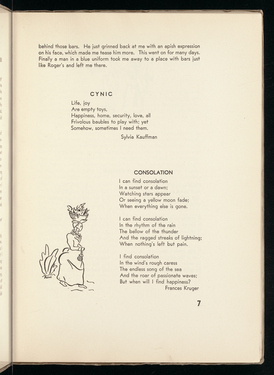 behind those bars. He just grinned back at me with an apish expression
on his face, which made me tease him more. This went on for many days.
Finally a man in a blue uniform took me away to a place with bars just
like Roger's and left me there.
CYNIC
Life, joy
Are empty toys,
Happiness, home, security, love, all
Frivolous baubles to play with; yet
Somehow, sometimes I need them.
Sylvia Kauffman
CONSOLATION
I can find consolation
In a sunset or a dawn;
Watching stars appear
Or seeing a yellow moon fade;
When everything else is gone.
I can find consolation
In the rhythm of the rain
The bellow of the thunder
And the ragged streaks of lightning;
When nothing's left but pain.
I find consolation
In the wind's rough caress
The endless song of the sea
And the roar of passionate waves;
But when will I find happiness?
Frances Kruger
7